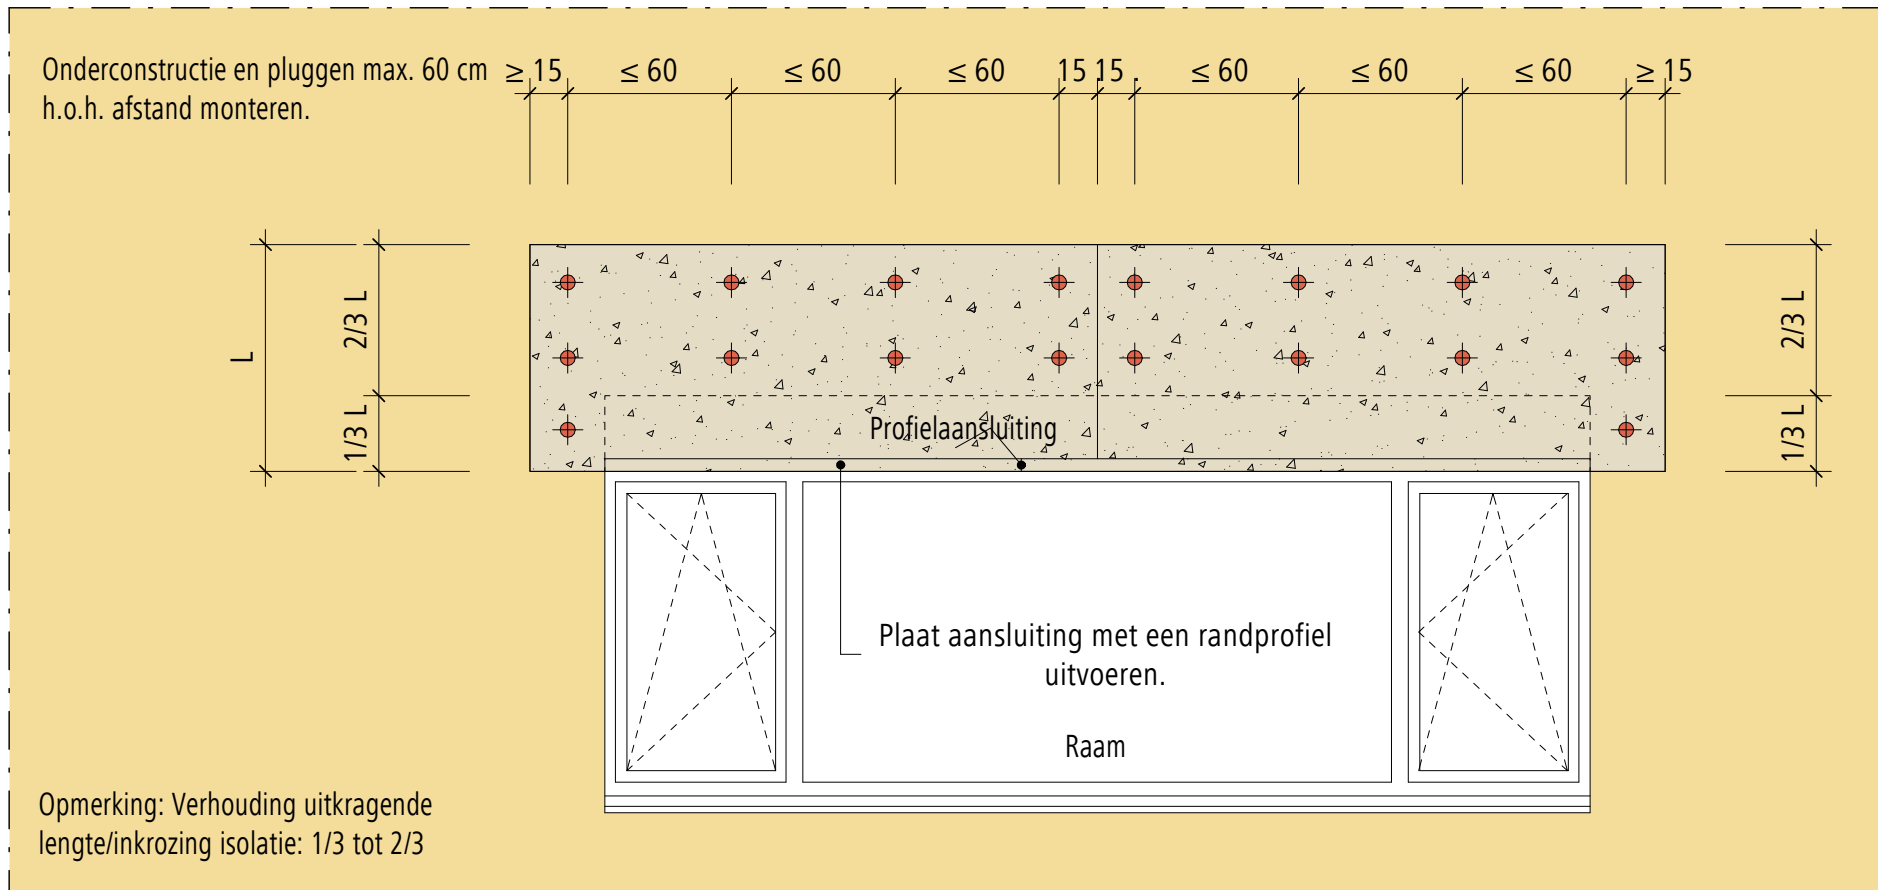 Onderconstructie en pluggen max. 60 cm
h.o.h. afstand monteren.
≥ 15 ≤ 60 ≤ 60 ≤ 60 15 15 ≤ 60 ≤ 60 ≤ 60 ≥ 15
L
2/3 L
1/3 L
2/3 L
1/3 L
Profielaansluiting
Plaat aansluiting met een randprofiel
uitvoeren.
Raam
Opmerking: Verhouding uitkragende
lengte/inkrozing isolatie: 1/3 tot 2/3